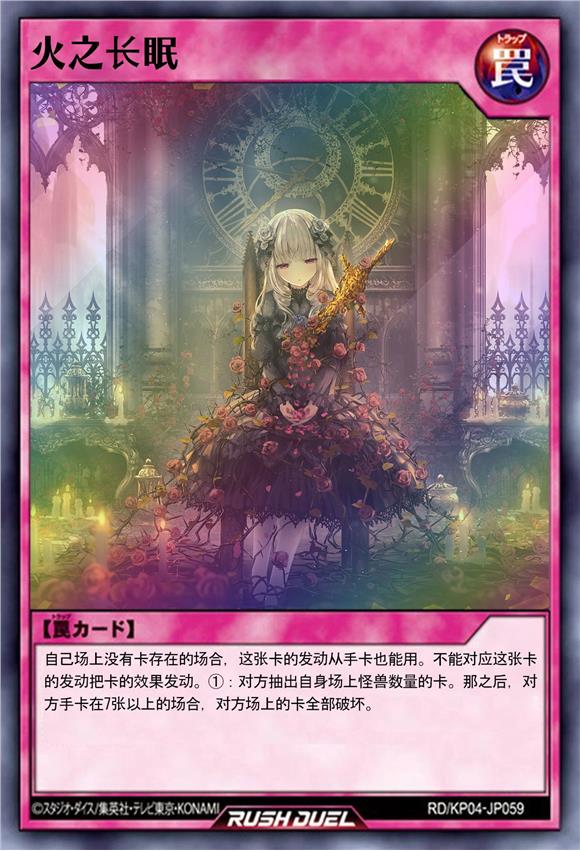 火之长眠
トラップ
罠
トラップ
【罠カード】
自己场上没有卡存在的场合，这张卡的发动从手卡也能用。不能对应这张卡
的发动把卡的效果发动。①：对方抽出自身场上怪兽数量的卡。那之后，对
方手卡在7张以上的场合，对方场上的卡全部破坏。
©スタジオ・ダイス/集英社・テレビ東京・KONAMI
RUSH DUEL
RD/KP04-JP059